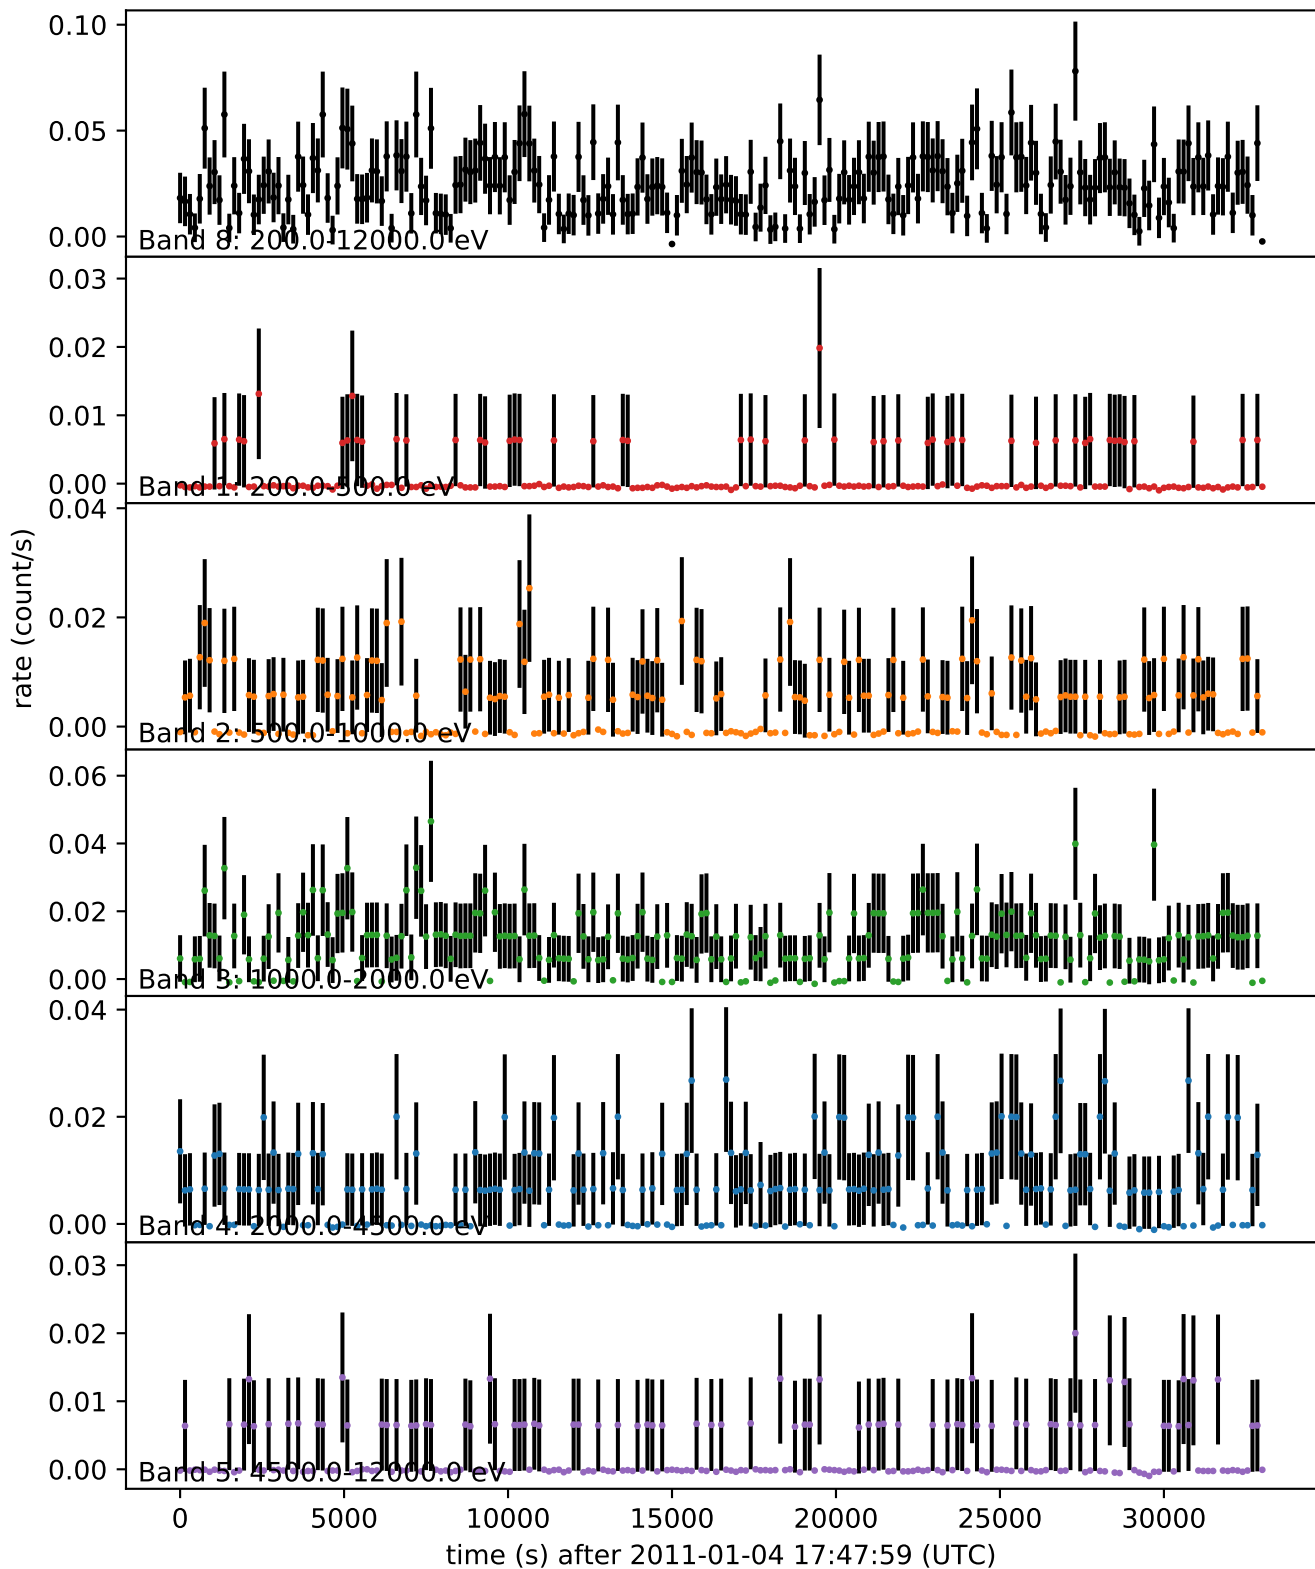 0.10
0.05
0.00
Band 8: 200.0-12000.0 eV
0.03
0.02
0.01
0.00
Band 1: 200.0-500.0 eV
0.04
0.02
0.00
Band 2: 500.0-1000.0 eV
rate (count/s)
0.06
0.04
0.02
0.00
Band 3: 1000.0-2000.0 eV
0.04
0.02
0.00
Band 4: 2000.0-4500.0 eV
0.03
0.02
0.01
0.00
Band 5: 4500.0-12000.0 eV
0 5000 10000 15000 20000 25000 30000
time (s) after 2011-01-04 17:47:59 (UTC)